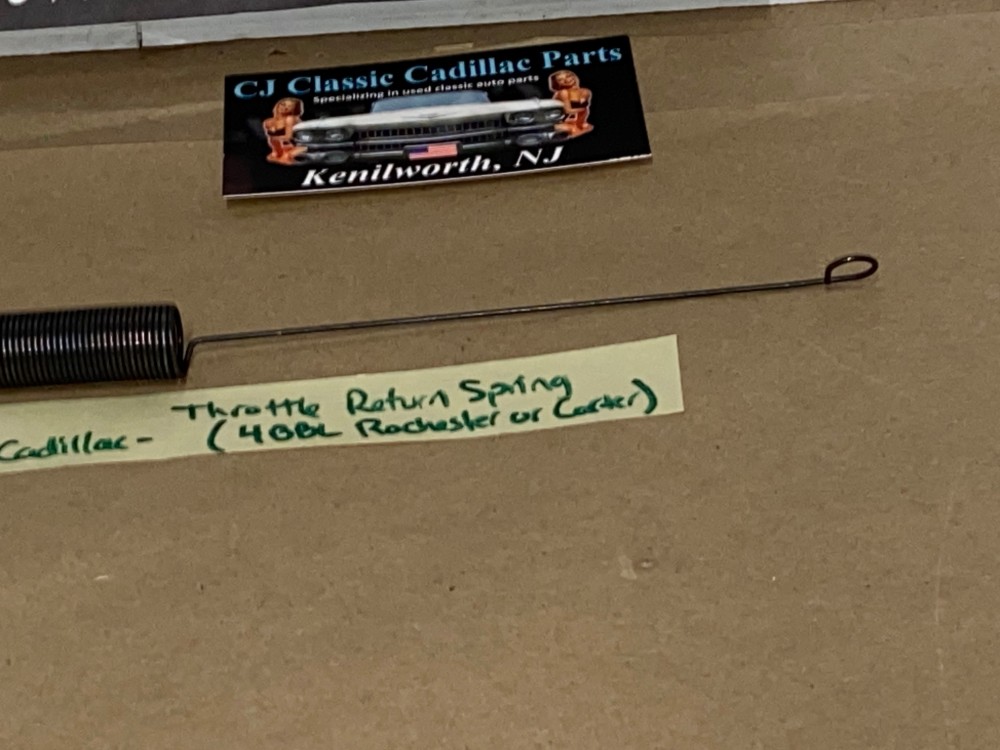 CJ Classic Cadillac Parts
Specializing in used classic auto parts
Kenilworth, NJ
Throttle Return Spring
Cadillac - (4BBL Rochester or Carter)